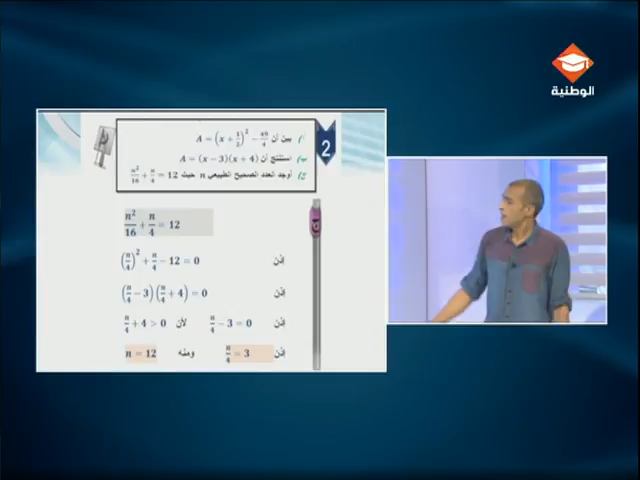 الوطنية
2
أ) بين أن A = (x + 1/2)² − 49/4
ب) استنتج أن A = (x − 3)(x + 4)
ج) أوجد العدد الصحيح الطبيعي n حيث n²/16 + n/4 = 12
n²/16 + n/4 = 12
إذن (n/4)² + n/4 − 12 = 0
إذن (n/4 − 3)(n/4 + 4) = 0
إذن n/4 − 3 = 0 لأن n/4 + 4 > 0
إذن n/4 = 3 ومنه n = 12